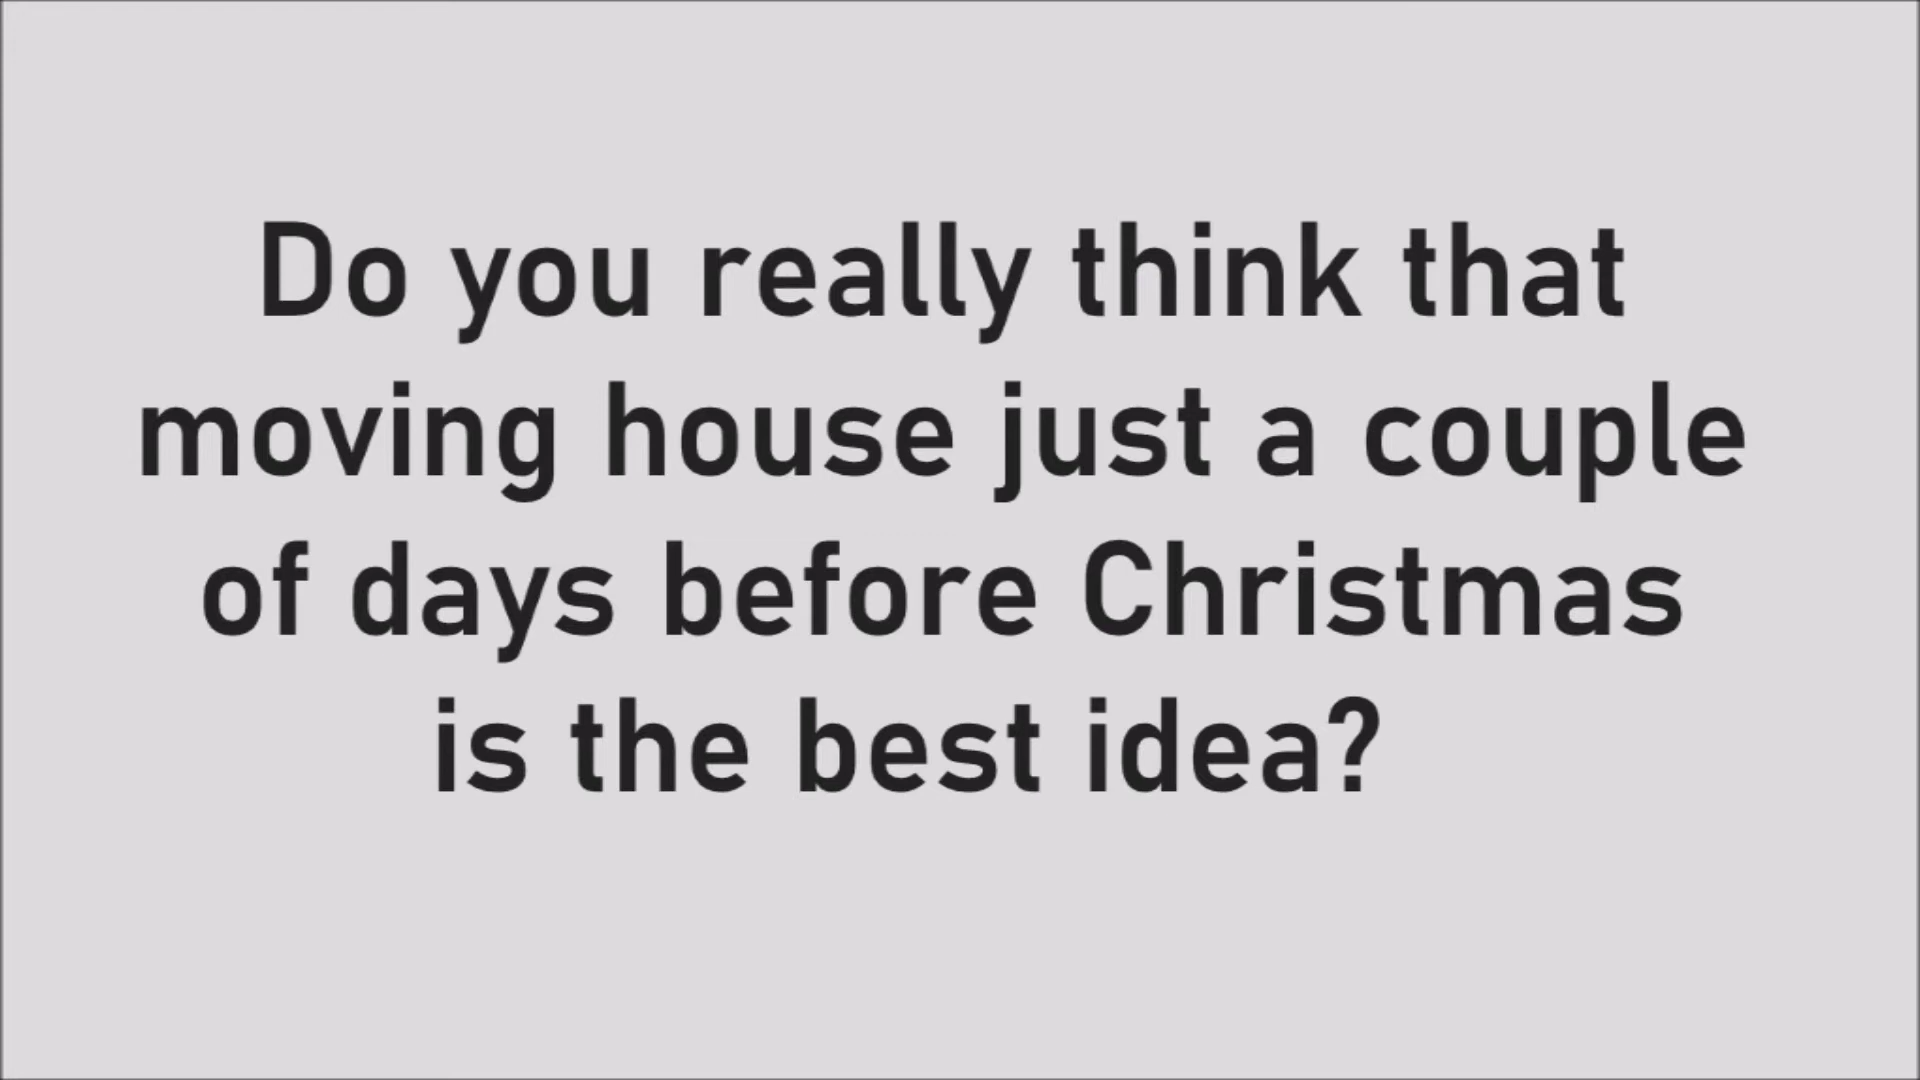 Do you really think that
moving house just a couple
of days before Christmas
is the best idea?